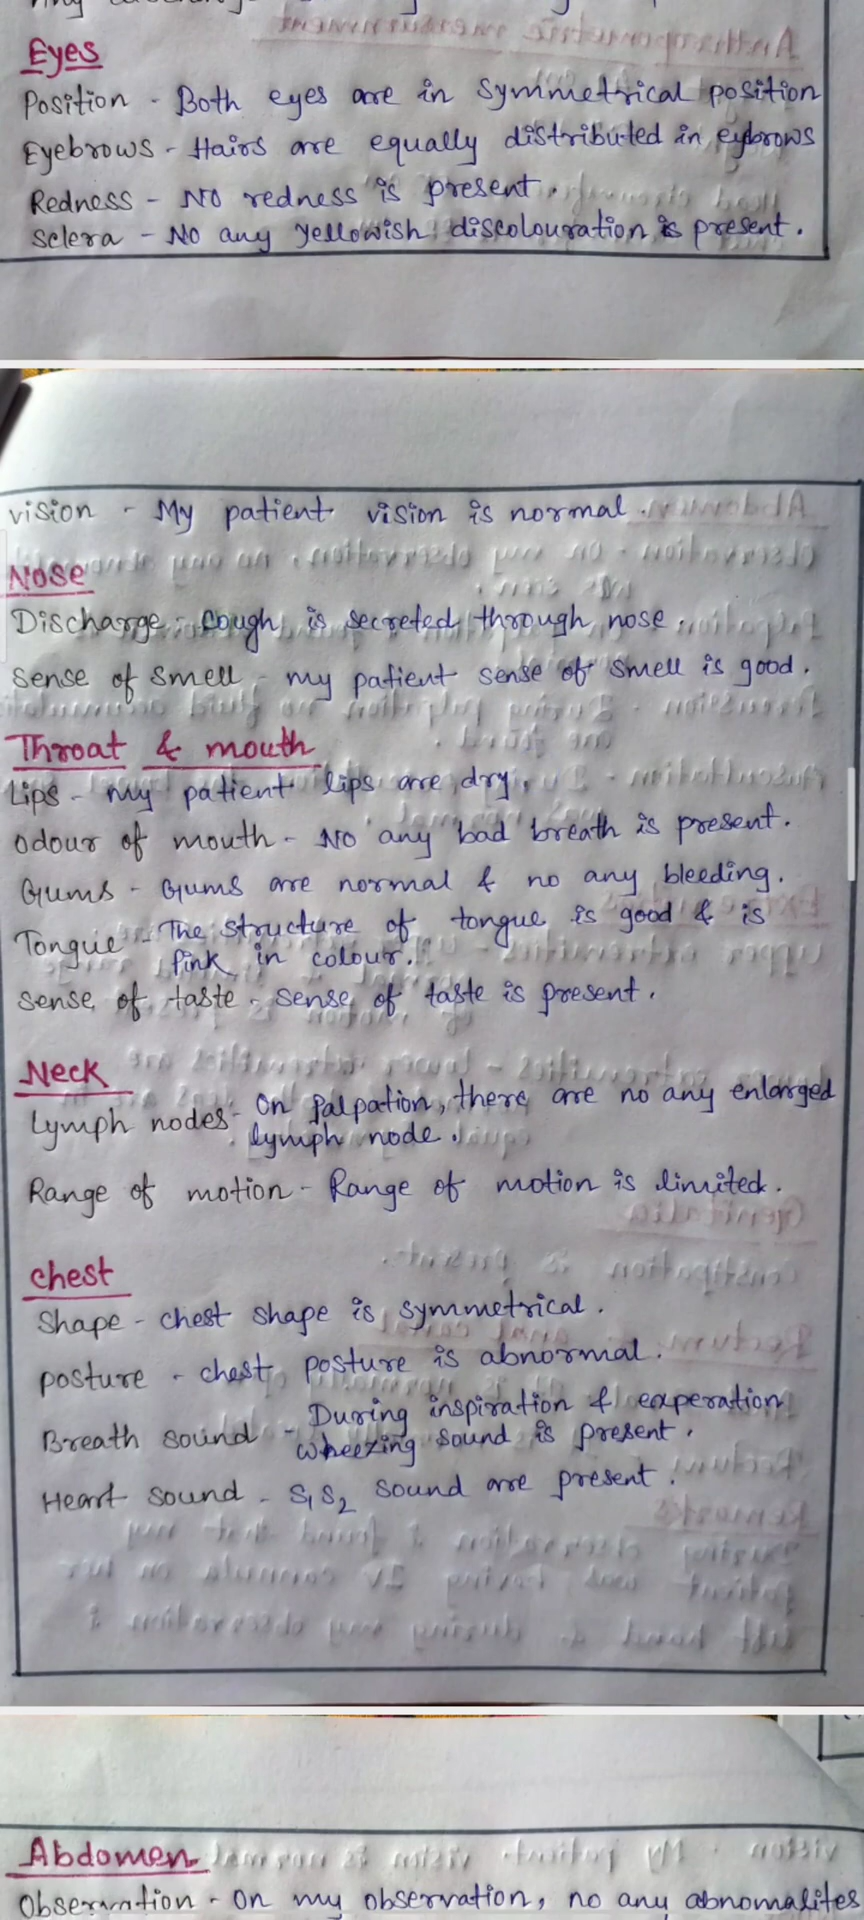 Eyes
Position - Both eyes are in symmetrical position
Eyebrows - Hairs are equally distributed in eybrows
Redness - NO redness is present.
Sclera - No any yellowish discolouration is present.
vision - My patient vision is normal.
Nose
Discharge - Cough is secreted through nose.
Sense of smell - my patient sense of smell is good.
Throat & mouth
Lips - my patient lips are dry.
Odour of mouth - No any bad breath is present.
Gums - Gums are normal & no any bleeding.
Tongue - The structure of tongue is good & is
Pink in colour.
Sense of taste - sense of taste is present.
Neck
Lymph nodes - On palpation, there are no any enlarged
lymph node.
Range of motion - Range of motion is limited.
chest
Shape - chest shape is symmetrical.
posture - chest posture is abnormal.
Breath sound - During inspiration & experation
wheezing sound is present.
Heart sound - S1 S2 sound are present.
Abdomen
Observation - On my observation, no any abnomalites